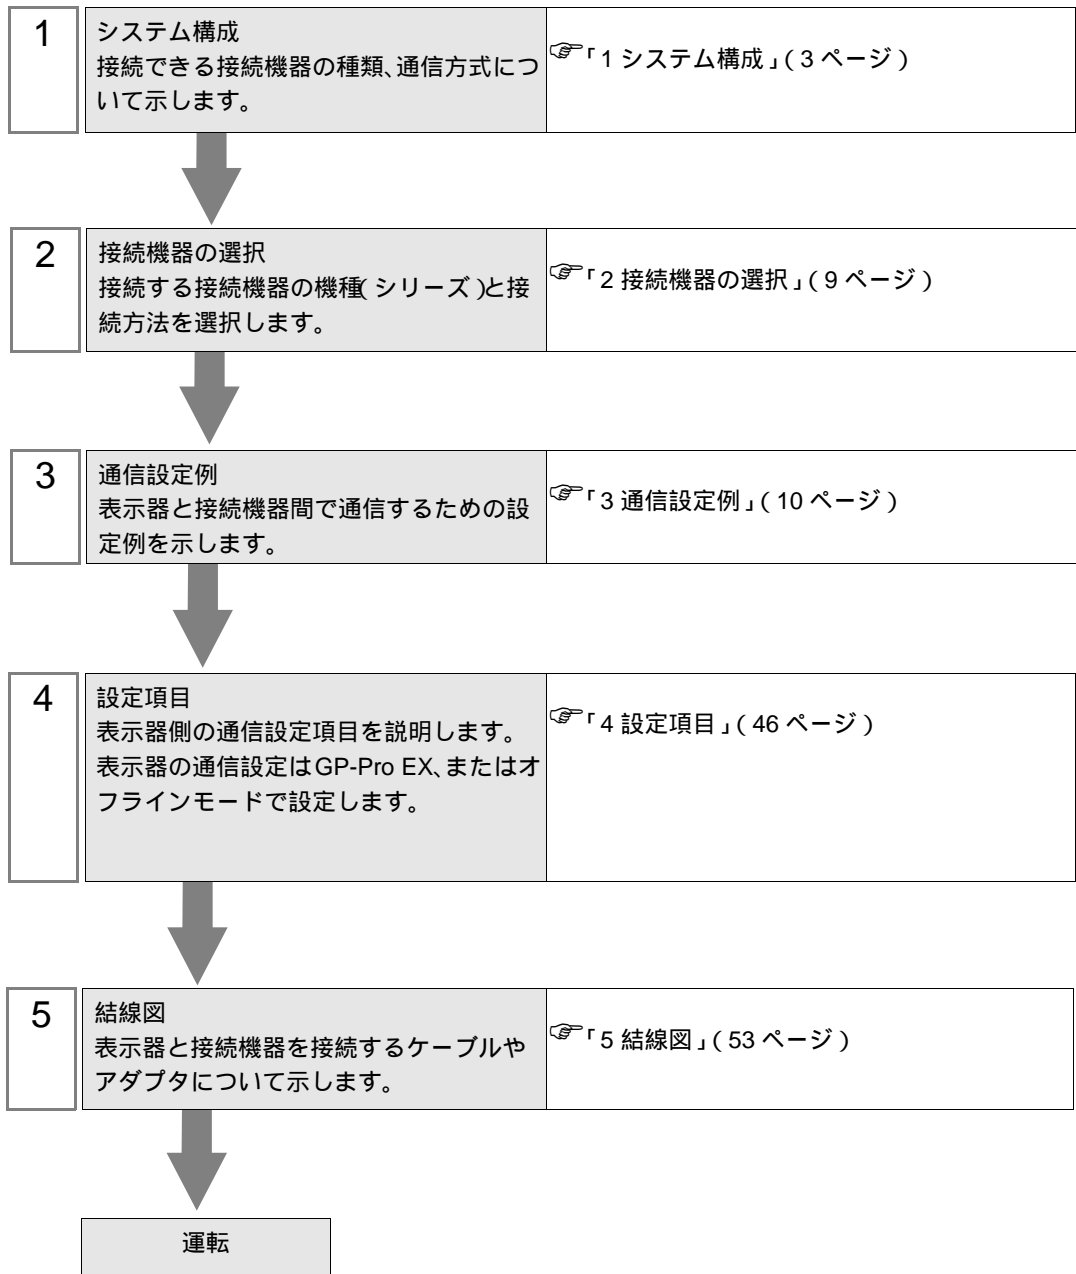 1
システム構成
接続できる接続機器の種類、通信方式につ
いて示します。
☞「1 システム構成」(3 ページ)
2
接続機器の選択
接続する接続機器の機種(シリーズ)と接
続方法を選択します。
☞「2 接続機器の選択」(9 ページ)
3
通信設定例
表示器と接続機器間で通信するための設
定例を示します。
☞「3 通信設定例」(10 ページ)
4
設定項目
表示器側の通信設定項目を説明します。
表示器の通信設定はGP-Pro EX、またはオ
フラインモードで設定します。
☞「4 設定項目」(46 ページ)
5
結線図
表示器と接続機器を接続するケーブルや
アダプタについて示します。
☞「5 結線図」(53 ページ)
運転